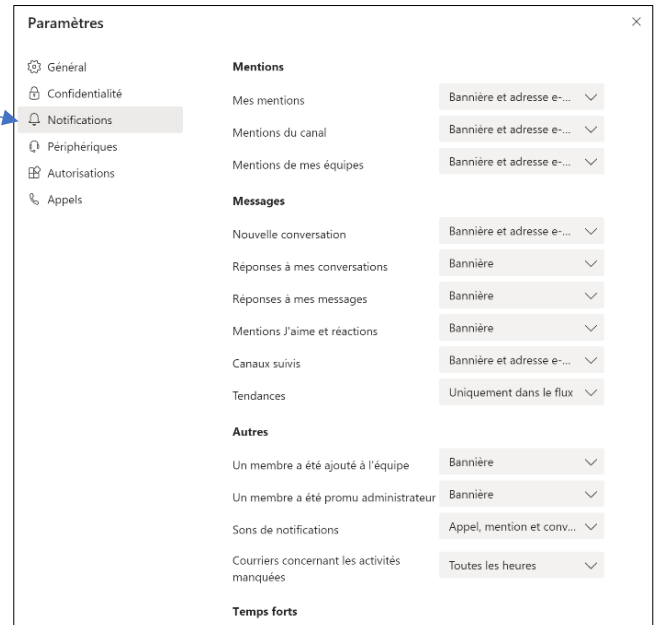 Paramètres
Général
Confidentialité
Notifications
Périphériques
Autorisations
Appels
Mentions
Mes mentions Bannière et adresse e-...
Mentions du canal Bannière et adresse e-...
Mentions de mes équipes Bannière et adresse e-...
Messages
Nouvelle conversation Bannière et adresse e-...
Réponses à mes conversations Bannière
Réponses à mes messages Bannière
Mentions J'aime et réactions Bannière
Canaux suivis Bannière et adresse e-...
Tendances Uniquement dans le flux
Autres
Un membre a été ajouté à l'équipe Bannière
Un membre a été promu administrateur Bannière
Sons de notifications Appel, mention et conv...
Courriers concernant les activités
manquées Toutes les heures
Temps forts